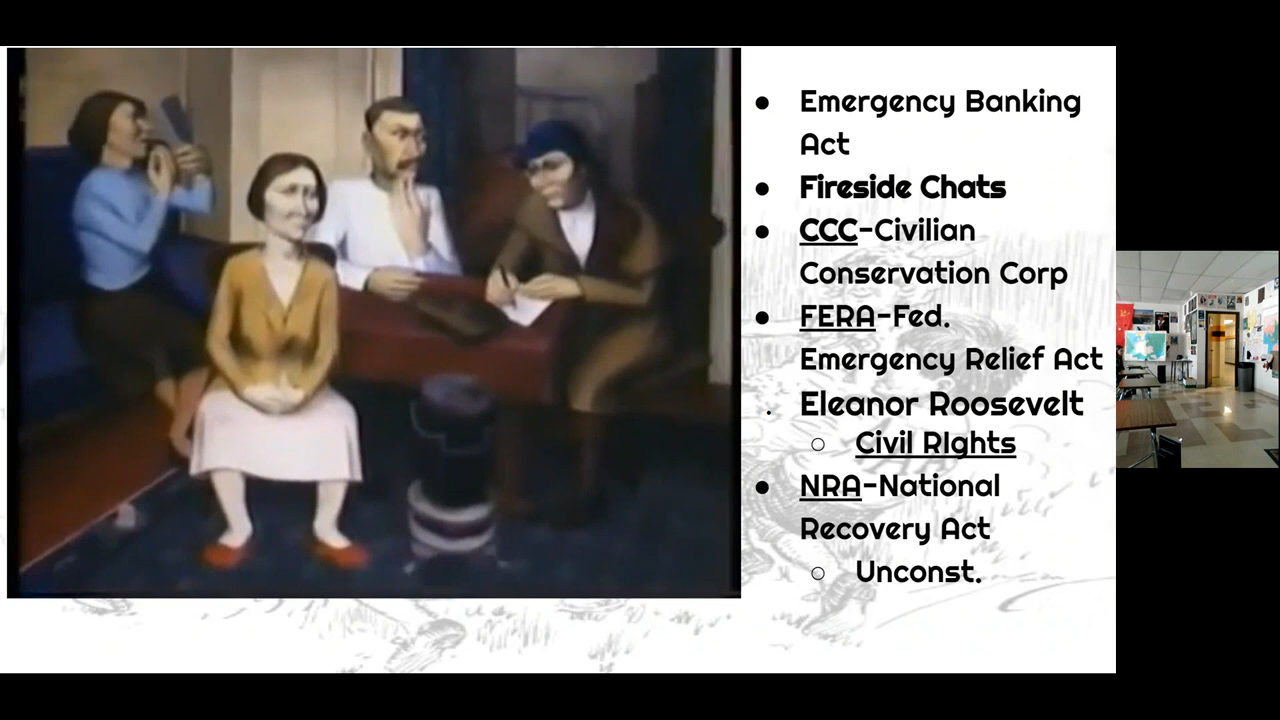 ● Emergency Banking
Act
● Fireside Chats
● CCC-Civilian
Conservation Corp
● FERA-Fed.
Emergency Relief Act
. Eleanor Roosevelt
○ Civil RIghts
● NRA-National
Recovery Act
○ Unconst.